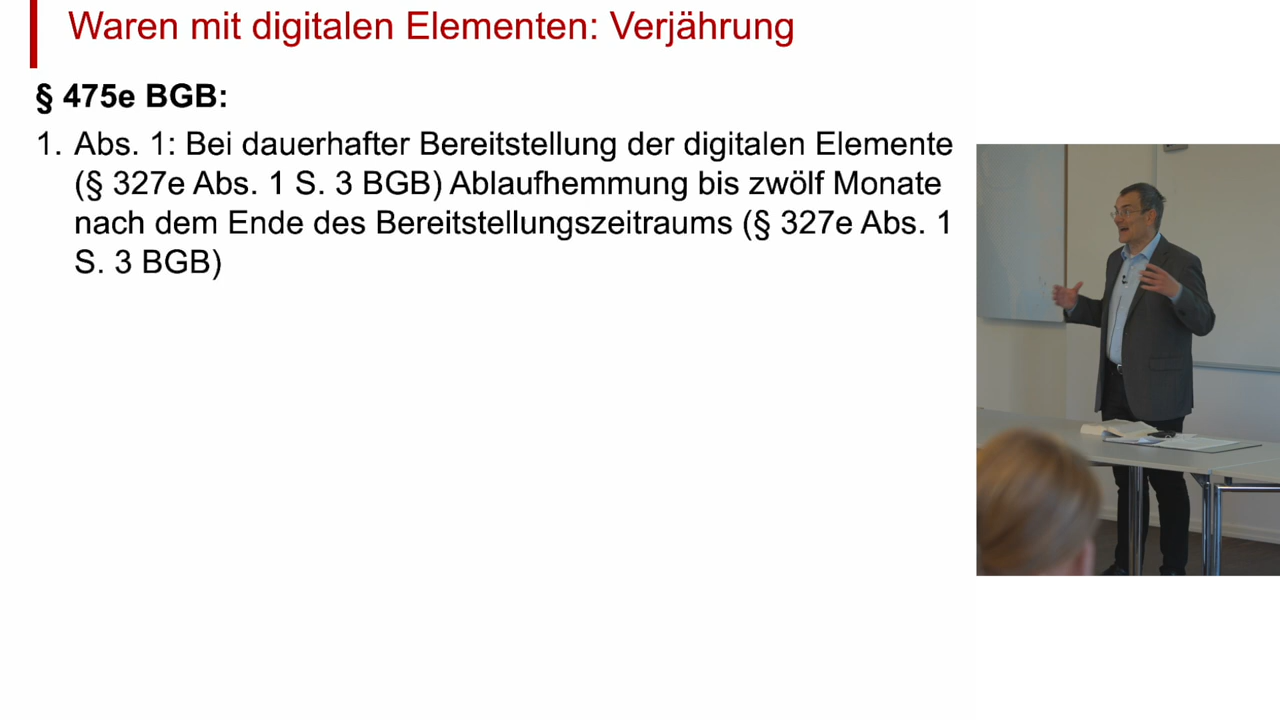 Waren mit digitalen Elementen: Verjährung
§ 475e BGB:
1. Abs. 1: Bei dauerhafter Bereitstellung der digitalen Elemente
(§ 327e Abs. 1 S. 3 BGB) Ablaufhemmung bis zwölf Monate
nach dem Ende des Bereitstellungszeitraums (§ 327e Abs. 1
S. 3 BGB)